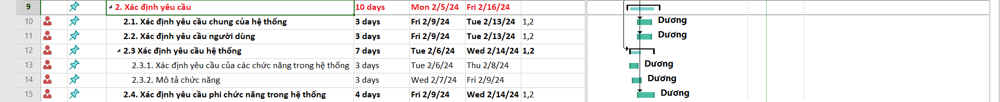 9 2. Xác định yêu cầu 10 days Mon 2/5/24 Fri 2/16/24
10 2.1. Xác định yêu cầu chung của hệ thống 3 days Fri 2/9/24 Tue 2/13/24 1,2 Dương
11 2.2. Xác định yêu cầu người dùng 3 days Fri 2/9/24 Tue 2/13/24 1,2 Dương
12 2.3 Xác định yêu cầu hệ thống 7 days Tue 2/6/24 Wed 2/14/24 1,2
13 2.3.1. Xác định yêu cầu của các chức năng trong hệ thống 3 days Tue 2/6/24 Thu 2/8/24 Dương
14 2.3.2. Mô tả chức năng 3 days Wed 2/7/24 Fri 2/9/24 Dương
15 2.4. Xác định yêu cầu phi chức năng trong hệ thống 4 days Fri 2/9/24 Wed 2/14/24 1,2 Dương